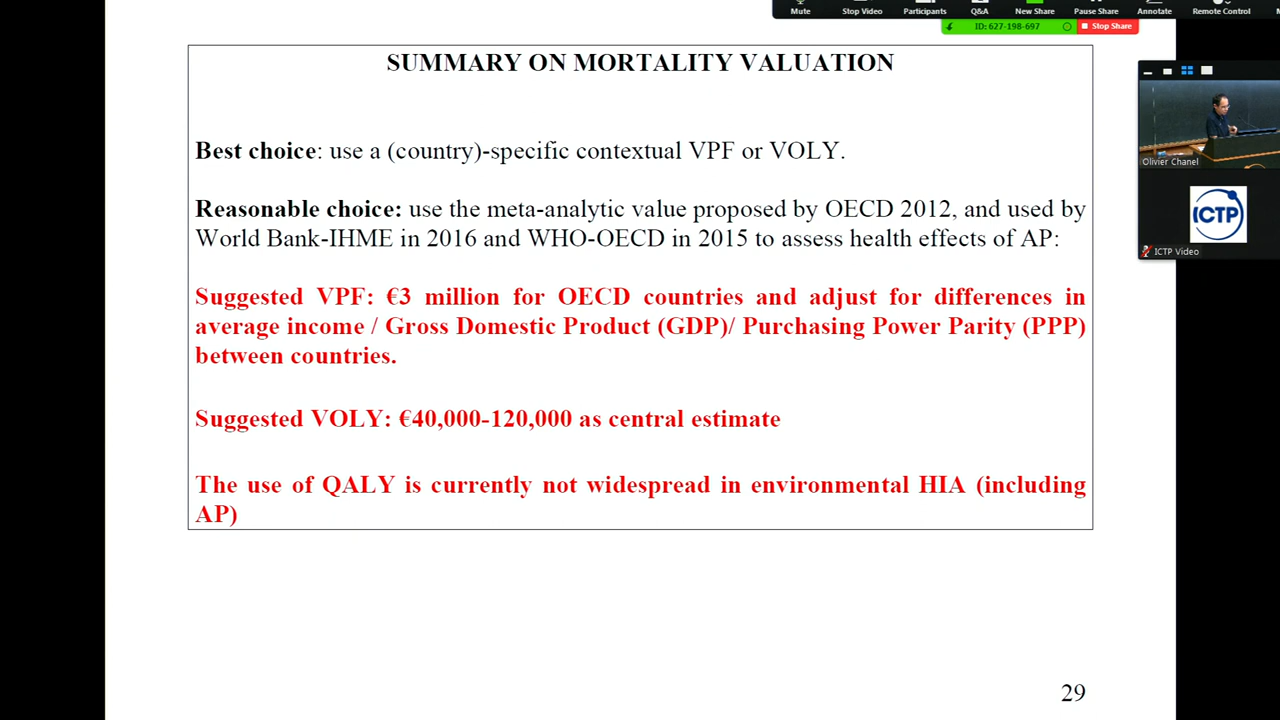 Mute Stop Video Participants Q&A New Share Pause Share Annotate Remote Control
ID: 627-198-697 Stop Share
SUMMARY ON MORTALITY VALUATION
Best choice: use a (country)-specific contextual VPF or VOLY.
Reasonable choice: use the meta-analytic value proposed by OECD 2012, and used by
World Bank-IHME in 2016 and WHO-OECD in 2015 to assess health effects of AP:
Suggested VPF: €3 million for OECD countries and adjust for differences in
average income / Gross Domestic Product (GDP)/ Purchasing Power Parity (PPP)
between countries.
Suggested VOLY: €40,000-120,000 as central estimate
The use of QALY is currently not widespread in environmental HIA (including
AP)
29
Olivier Chanel
ICTP
ICTP Video